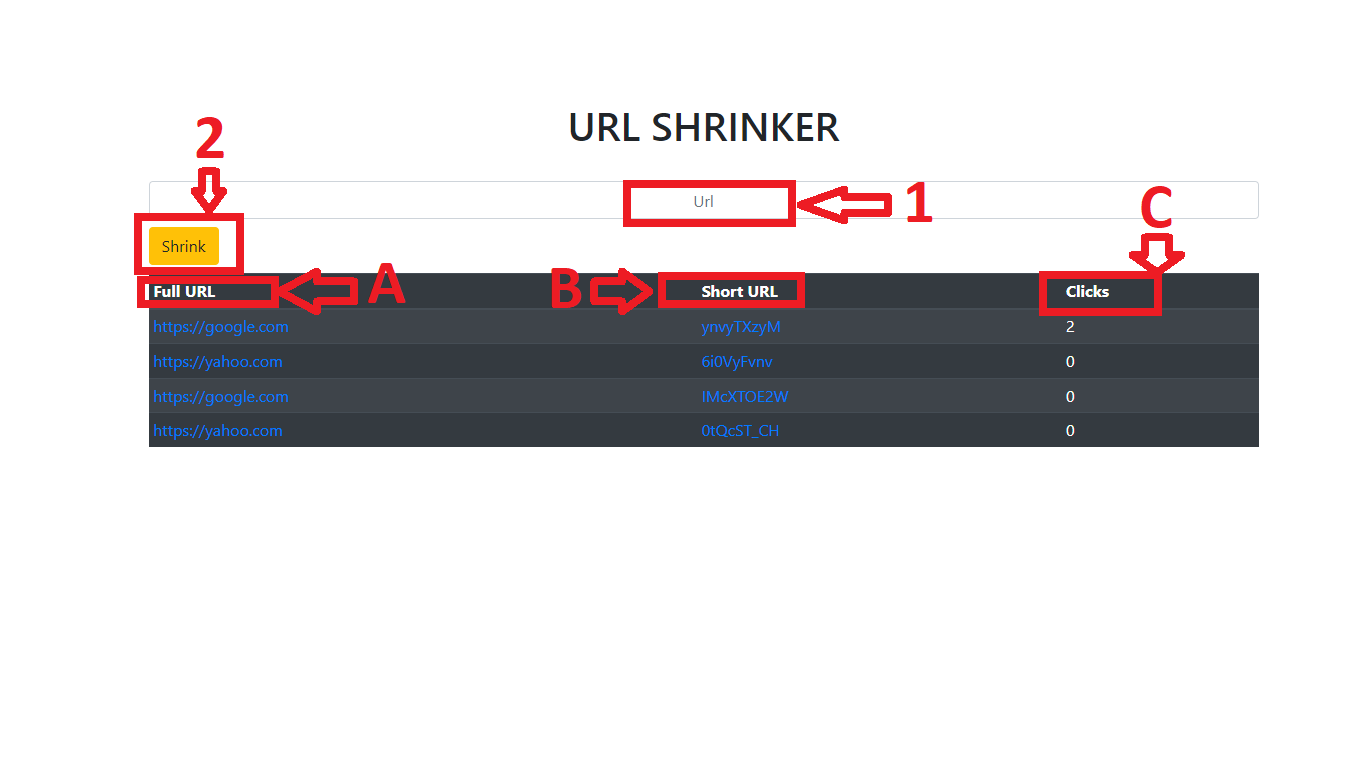 URL SHRINKER
2
Url
1
Shrink
C
A
B
Full URL Short URL Clicks
https://google.com ynvyTXzyM 2
https://yahoo.com 6i0VyFvnv 0
https://google.com IMcXTOE2W 0
https://yahoo.com 0tQcST_CH 0